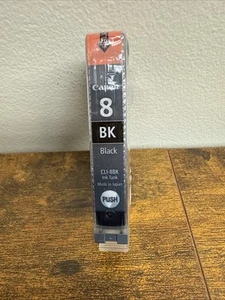 Canon
8
BK
Black
CLI-8BK
Ink Tank
Made in Japan
PUSH